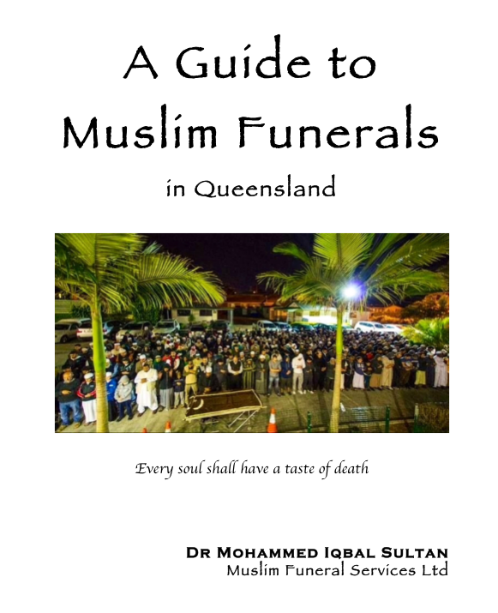 A Guide to
Muslim Funerals
in Queensland
Every soul shall have a taste of death
DR MOHAMMED IQBAL SULTAN
Muslim Funeral Services Ltd